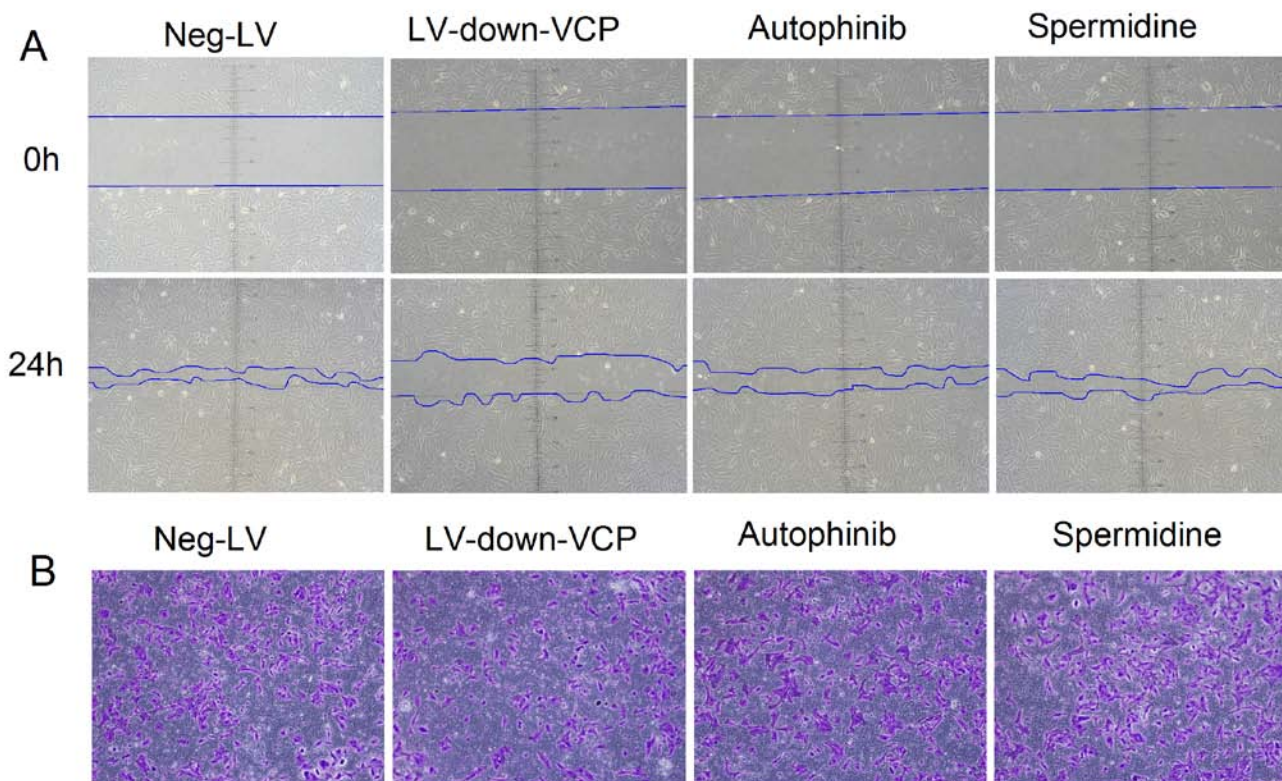 A
Neg-LV
LV-down-VCP
Autophinib
Spermidine
0h
24h
B
Neg-LV
LV-down-VCP
Autophinib
Spermidine